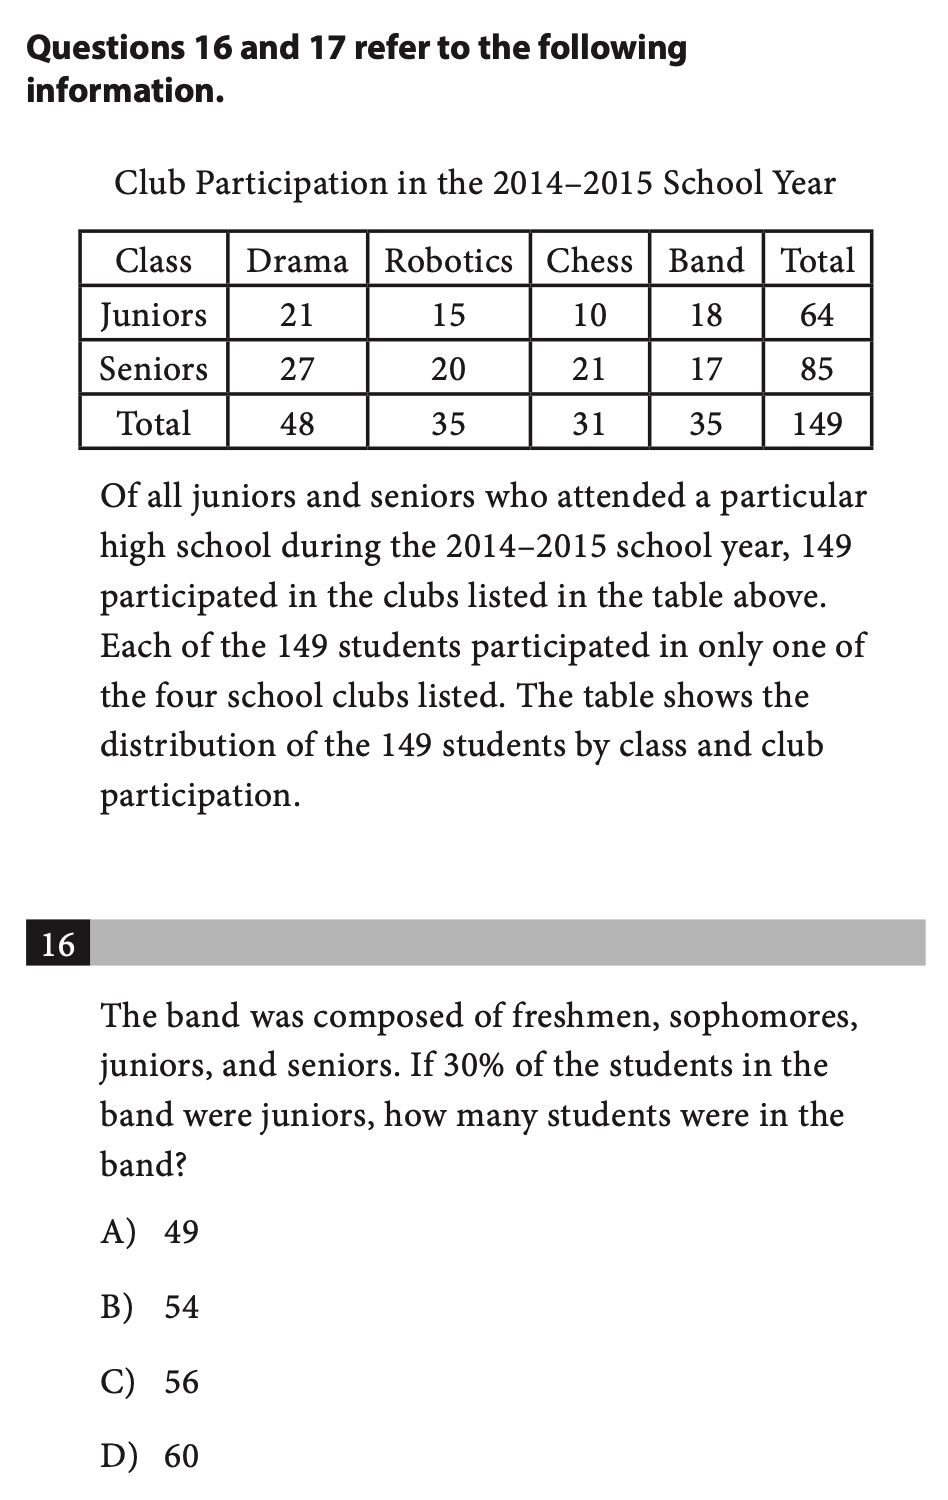 Questions 16 and 17 refer to the following
information.
Club Participation in the 2014–2015 School Year
Class Drama Robotics Chess Band Total
Juniors 21 15 10 18 64
Seniors 27 20 21 17 85
Total 48 35 31 35 149
Of all juniors and seniors who attended a particular
high school during the 2014–2015 school year, 149
participated in the clubs listed in the table above.
Each of the 149 students participated in only one of
the four school clubs listed. The table shows the
distribution of the 149 students by class and club
participation.
16
The band was composed of freshmen, sophomores,
juniors, and seniors. If 30% of the students in the
band were juniors, how many students were in the
band?
A) 49
B) 54
C) 56
D) 60